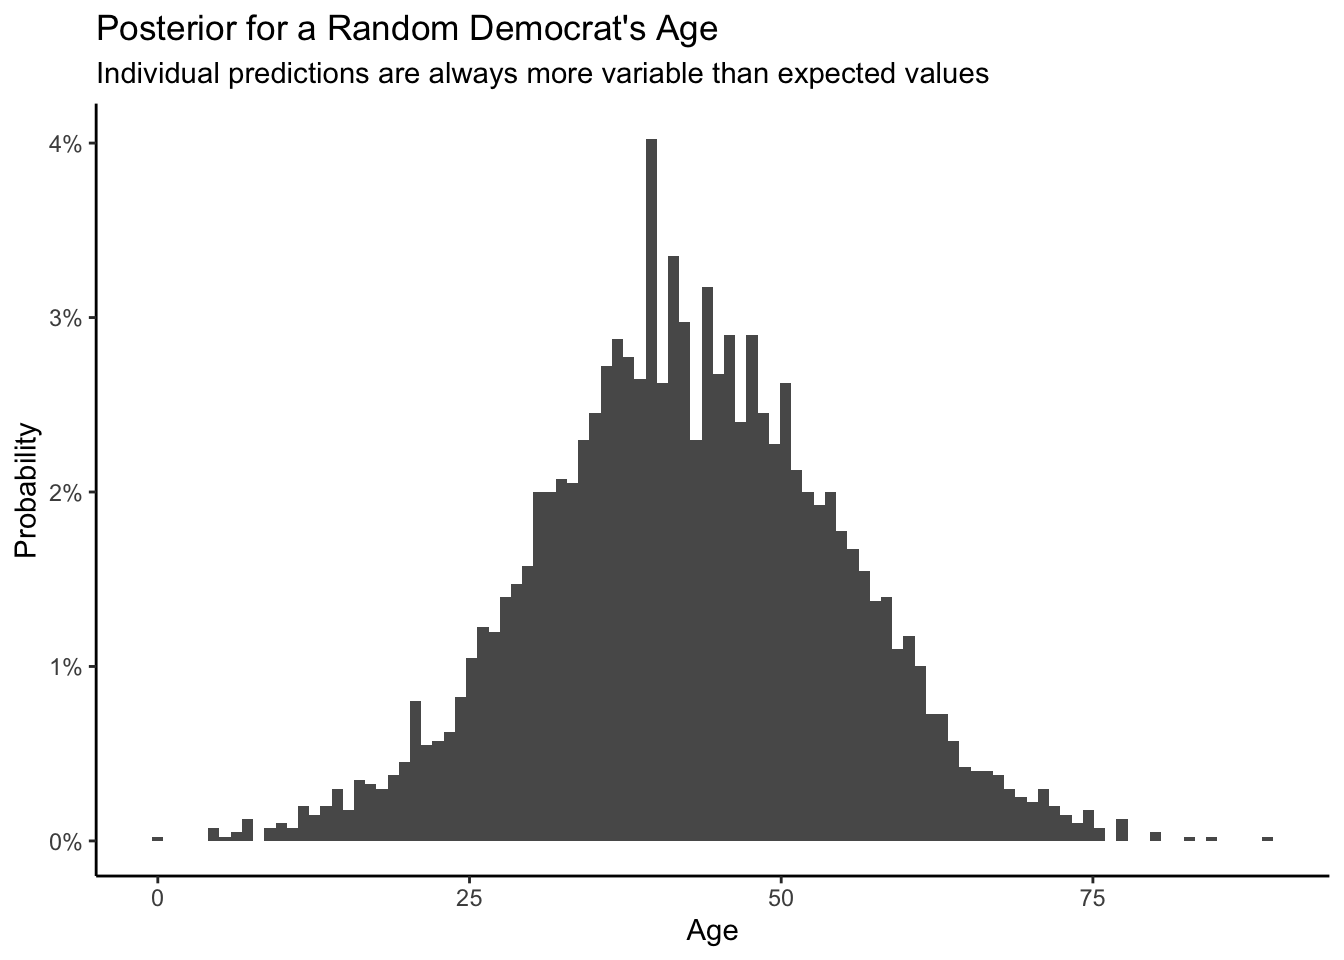 Posterior for a Random Democrat's Age
Individual predictions are always more variable than expected values
4%
3%
2%
1%
0%
Probability
0
25
50
75
Age